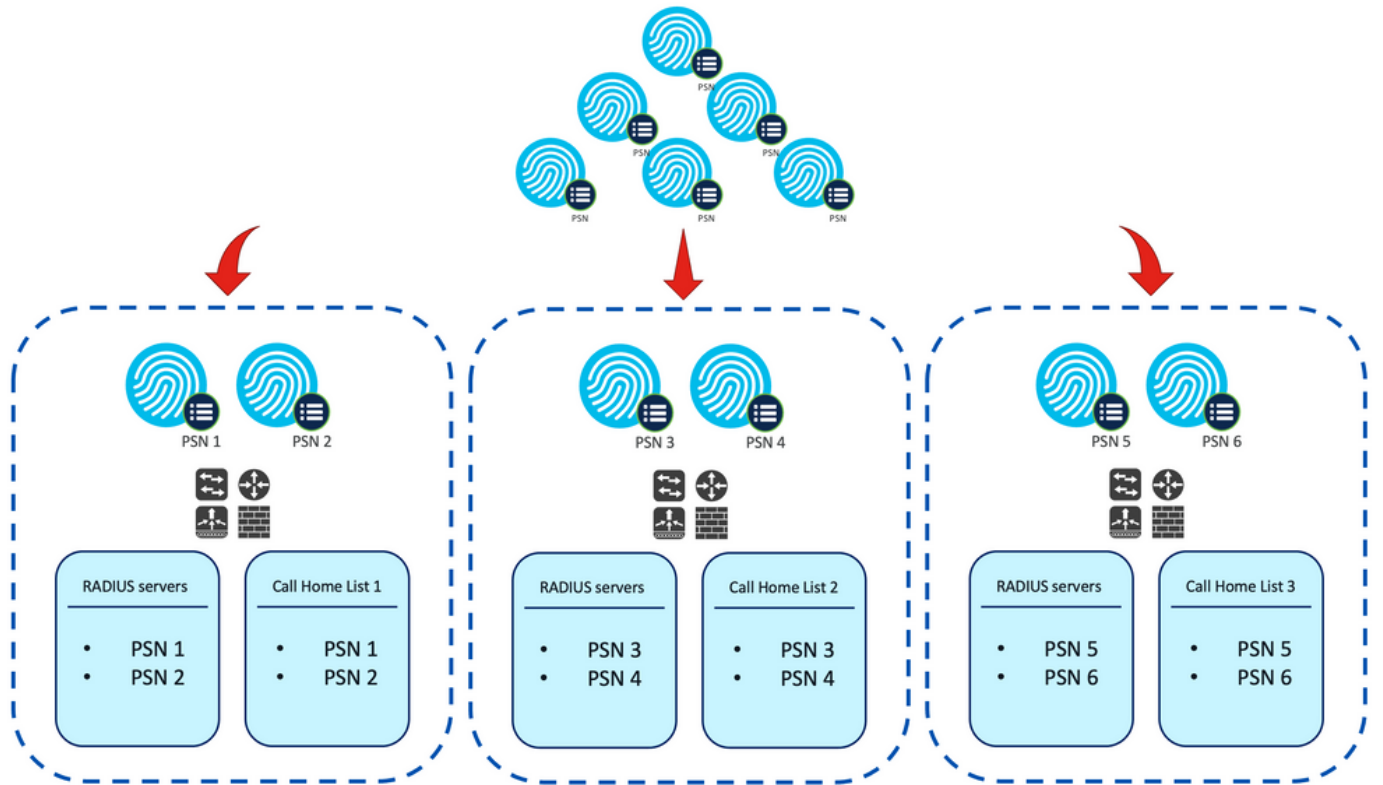 PSN
PSN
PSN
PSN
PSN
PSN
PSN 1
PSN 2
RADIUS servers
• PSN 1
• PSN 2
Call Home List 1
• PSN 1
• PSN 2
PSN 3
PSN 4
RADIUS servers
• PSN 3
• PSN 4
Call Home List 2
• PSN 3
• PSN 4
PSN 5
PSN 6
RADIUS servers
• PSN 5
• PSN 6
Call Home List 3
• PSN 5
• PSN 6